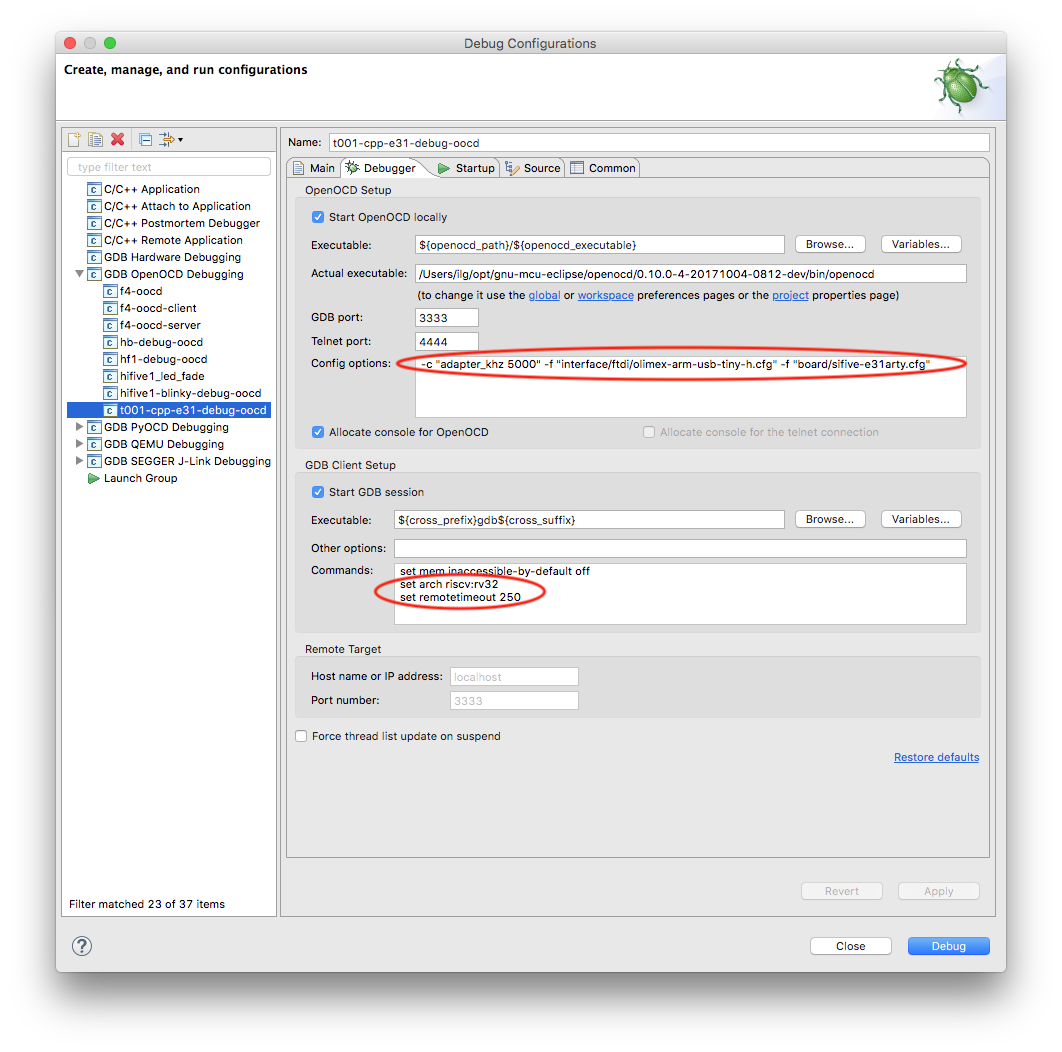 Debug Configurations
Create, manage, and run configurations
type filter text
C/C++ Application
C/C++ Attach to Application
C/C++ Postmortem Debugger
C/C++ Remote Application
GDB Hardware Debugging
GDB OpenOCD Debugging
f4-oocd
f4-oocd-client
f4-oocd-server
hb-debug-oocd
hf1-debug-oocd
hifive1_led_fade
hifive1-blinky-debug-oocd
t001-cpp-e31-debug-oocd
GDB PyOCD Debugging
GDB QEMU Debugging
GDB SEGGER J-Link Debugging
Launch Group
Filter matched 23 of 37 items
Name: t001-cpp-e31-debug-oocd
Main Debugger Startup Source Common
OpenOCD Setup
Start OpenOCD locally
Executable: ${openocd_path}/${openocd_executable} Browse... Variables...
Actual executable: /Users/ilg/opt/gnu-mcu-eclipse/openocd/0.10.0-4-20171004-0812-dev/bin/openocd
(to change it use the global or workspace preferences pages or the project properties page)
GDB port: 3333
Telnet port: 4444
Config options: -c "adapter_khz 5000" -f "interface/ftdi/olimex-arm-usb-tiny-h.cfg" -f "board/sifive-e31arty.cfg"
Allocate console for OpenOCD Allocate console for the telnet connection
GDB Client Setup
Start GDB session
Executable: ${cross_prefix}gdb${cross_suffix} Browse... Variables...
Other options:
Commands: set mem inaccessible-by-default off
set arch riscv:rv32
set remotetimeout 250
Remote Target
Host name or IP address: localhost
Port number: 3333
Force thread list update on suspend
Restore defaults
Revert Apply
? Close Debug